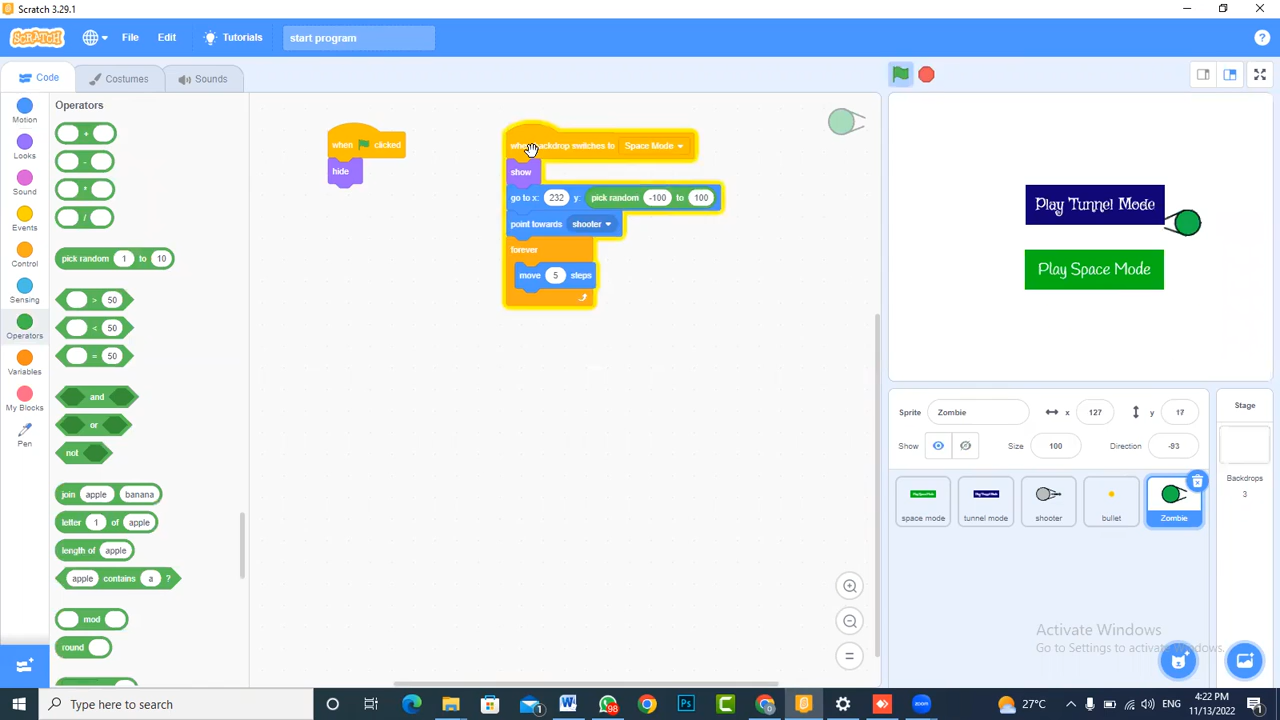 Scratch 3.29.1
SCRATCH
File
Edit
Tutorials
start program
?
Code
Costumes
Sounds
Motion
Looks
Sound
Events
Control
Sensing
Operators
Variables
My Blocks
Pen
Operators
+
-
*
/
pick random 1 to 10
> 50
< 50
= 50
and
or
not
join apple banana
letter 1 of apple
length of apple
apple contains a ?
mod
round
when clicked
hide
backdrop switches to Space Mode
show
go to x: 232 y: pick random -100 to 100
point towards shooter
forever
move 5 steps
Play Tunnel Mode
Play Space Mode
Sprite Zombie x 127 y 17
Show Size 100 Direction -93
Stage
Backdrops
3
space mode
tunnel mode
shooter
bullet
Zombie
Activate Windows
Go to Settings to activate Windows.
Type here to search
1
98
zoom
27°C
4:22 PM
11/13/2022